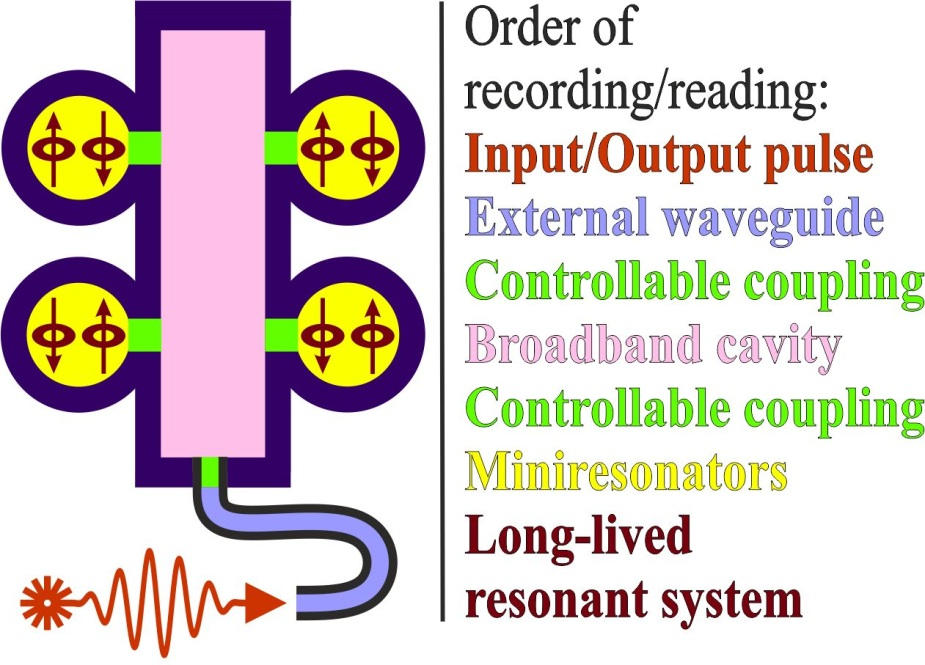 Order of
recording/reading:
Input/Output pulse
External waveguide
Controllable coupling
Broadband cavity
Controllable coupling
Miniresonators
Long-lived
resonant system